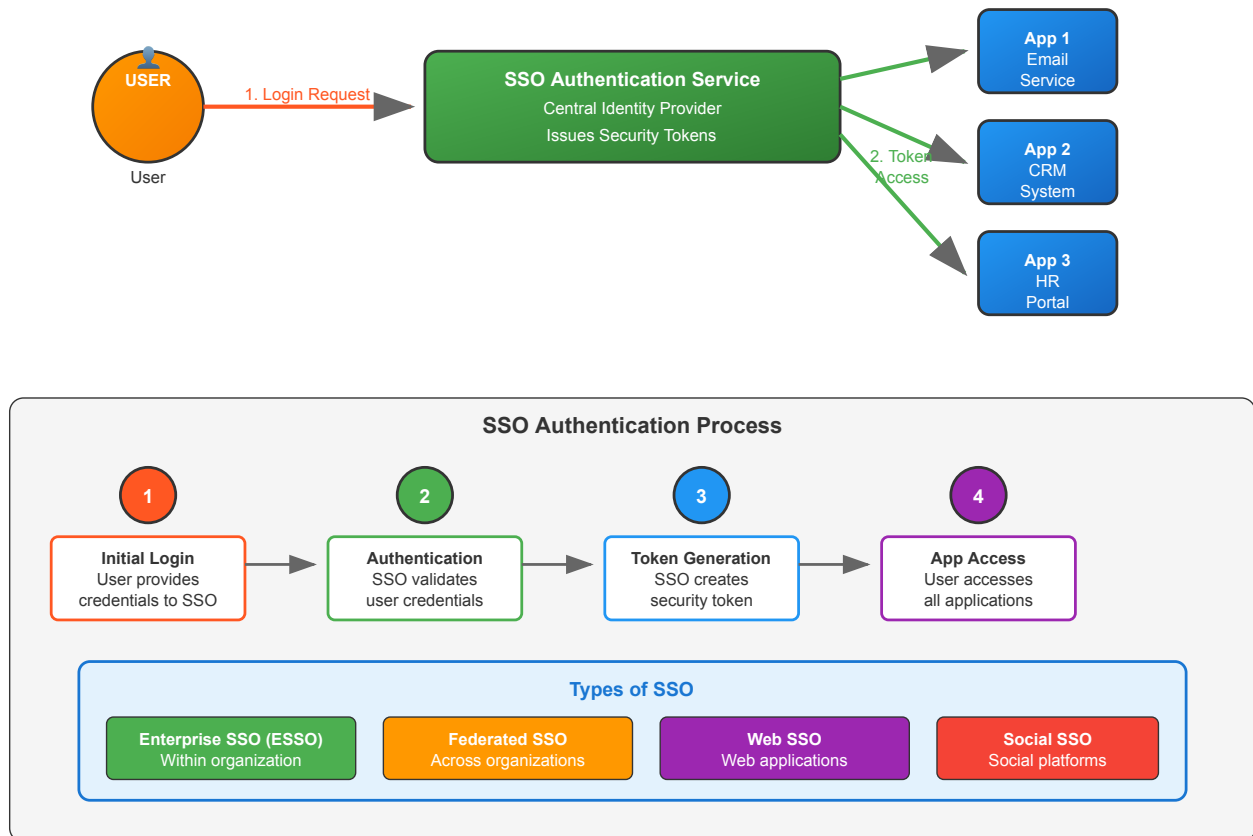 USER
User
1. Login Request
SSO Authentication Service
Central Identity Provider
Issues Security Tokens
2. Token
Access
App 1
Email
Service
App 2
CRM
System
App 3
HR
Portal
SSO Authentication Process
1
Initial Login
User provides
credentials to SSO
2
Authentication
SSO validates
user credentials
3
Token Generation
SSO creates
security token
4
App Access
User accesses
all applications
Types of SSO
Enterprise SSO (ESSO)
Within organization
Federated SSO
Across organizations
Web SSO
Web applications
Social SSO
Social platforms